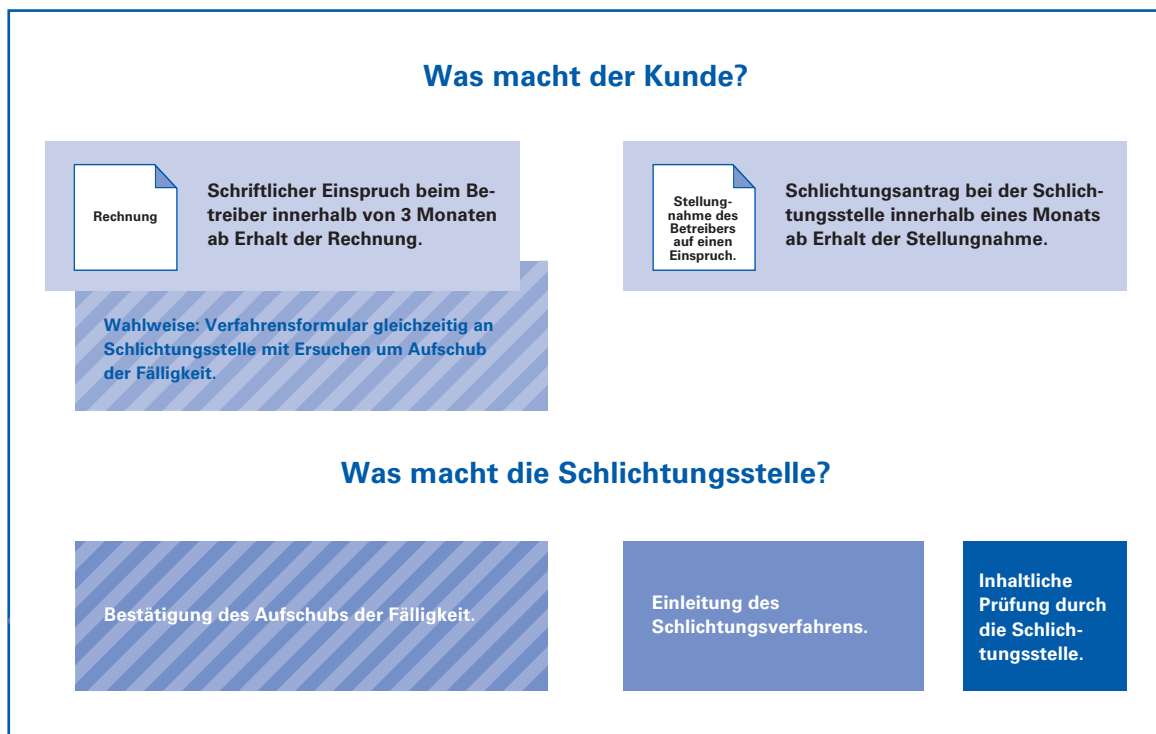 Was macht der Kunde?
Rechnung
Schriftlicher Einspruch beim Be-
treiber innerhalb von 3 Monaten
ab Erhalt der Rechnung.
Wahlweise: Verfahrensformular gleichzeitig an
Schlichtungsstelle mit Ersuchen um Aufschub
der Fälligkeit.
Stellung-
nahme des
Betreibers
auf einen
Einspruch.
Schlichtungsantrag bei der Schlich-
tungsstelle innerhalb eines Monats
ab Erhalt der Stellungnahme.
Was macht die Schlichtungsstelle?
Bestätigung des Aufschubs der Fälligkeit.
Einleitung des
Schlichtungsverfahrens.
Inhaltliche
Prüfung durch
die Schlich-
tungsstelle.